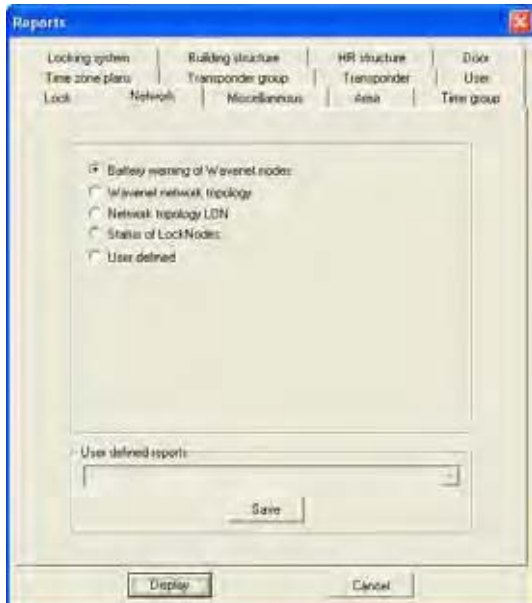 Reports
Locking system Building structure HR structure Door
Time zone plans Transponder group Transponder User
Lock Network Miscellaneous Area Time group
Battery warning of Wavenet nodes
Wavenet network topology
Network topology LON
Status of LockNodes
User defined
User defined reports
Save
Display Cancel